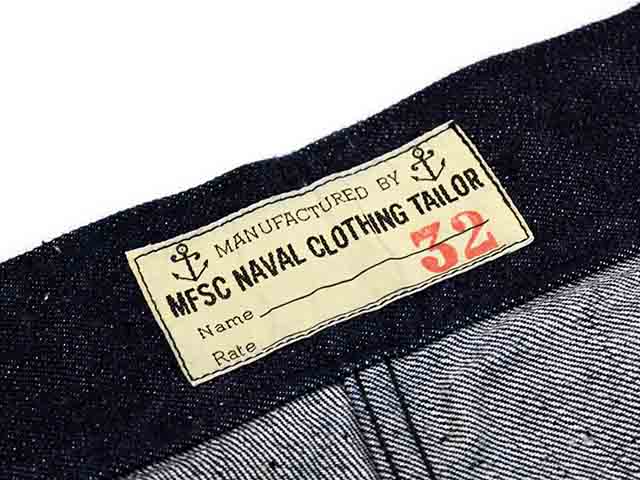 MANUFACTURED BY
MFSC NAVAL CLOTHING TAILOR
32
Name
Rate